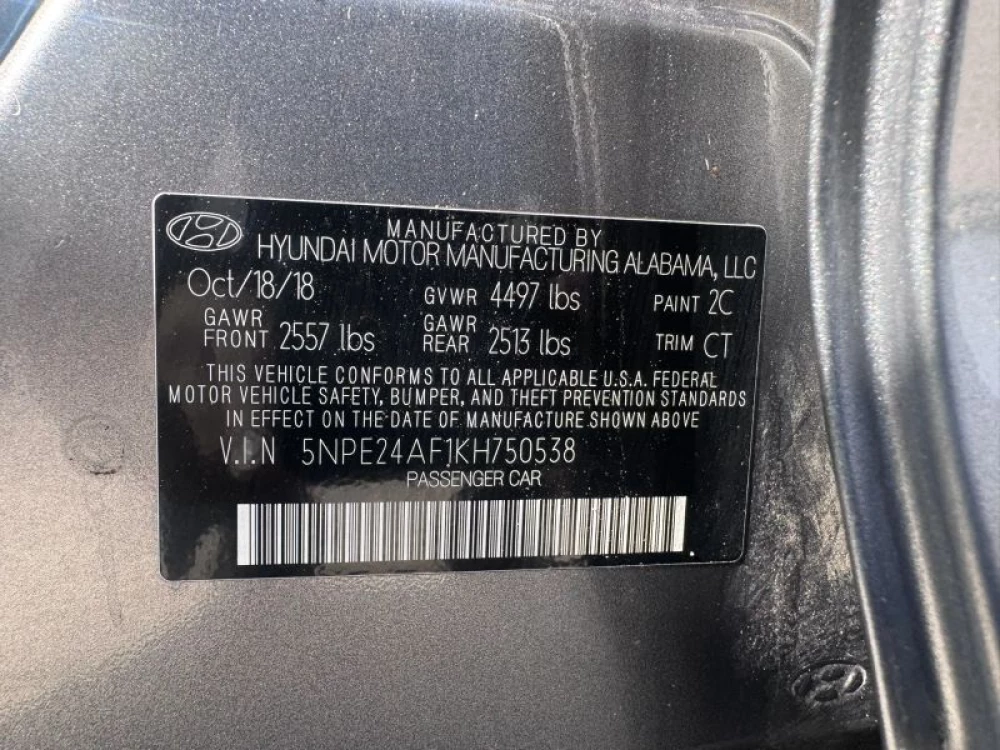 MANUFACTURED BY
HYUNDAI MOTOR MANUFACTURING ALABAMA, LLC
Oct/18/18 GVWR 4497 lbs PAINT 2C
GAWR FRONT 2557 lbs GAWR REAR 2513 lbs TRIM CT
THIS VEHICLE CONFORMS TO ALL APPLICABLE U.S.A. FEDERAL
MOTOR VEHICLE SAFETY, BUMPER, AND THEFT PREVENTION STANDARDS
IN EFFECT ON THE DATE OF MANUFACTURE SHOWN ABOVE
V.I.N 5NPE24AF1KH750538
PASSENGER CAR